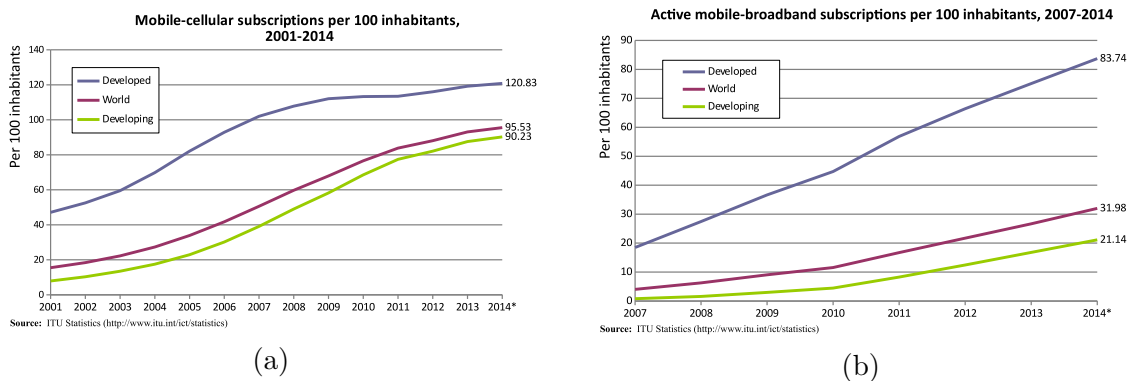 Mobile-cellular subscriptions per 100 inhabitants,
2001-2014
Per 100 inhabitants
140
120
100
80
60
40
20
0
Developed
World
Developing
120.83
95.53
90.23
2001 2002 2003 2004 2005 2006 2007 2008 2009 2010 2011 2012 2013 2014*
Source: ITU Statistics (http://www.itu.int/ict/statistics)
(a)
Active mobile-broadband subscriptions per 100 inhabitants, 2007-2014
Per 100 inhabitants
90
80
70
60
50
40
30
20
10
0
Developed
World
Developing
83.74
31.98
21.14
2007 2008 2009 2010 2011 2012 2013 2014*
Source: ITU Statistics (http://www.itu.int/ict/statistics)
(b)